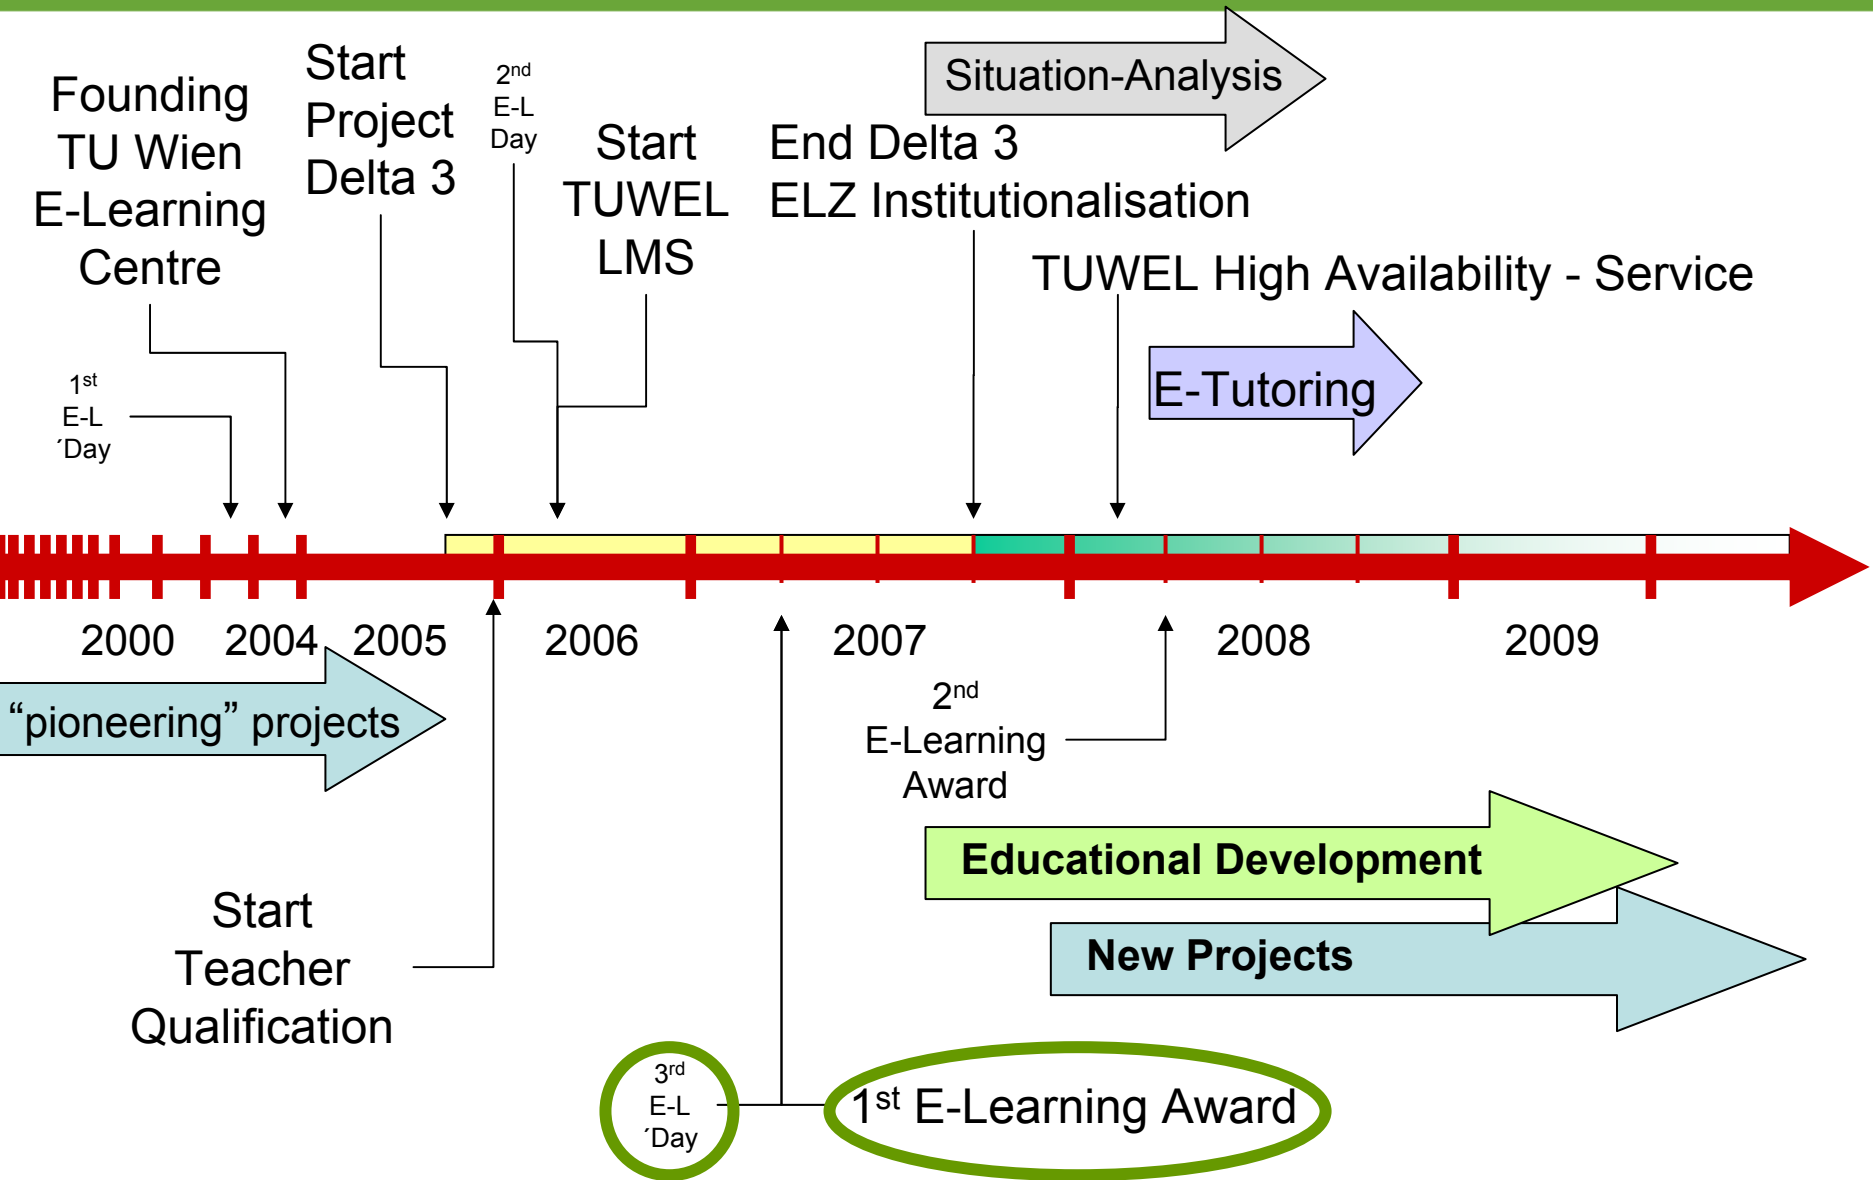 Founding
TU Wien
E-Learning
Centre
Start
Project
Delta 3
2nd
E-L
Day
Start
TUWEL
LMS
Situation-Analysis
End Delta 3
ELZ Institutionalisation
TUWEL High Availability - Service
E-Tutoring
1st
E-L
´Day
2000
2004
2005
2006
2007
2008
2009
“pioneering” projects
2nd
E-Learning
Award
Educational Development
New Projects
Start
Teacher
Qualification
3rd
E-L
´Day
1st E-Learning Award